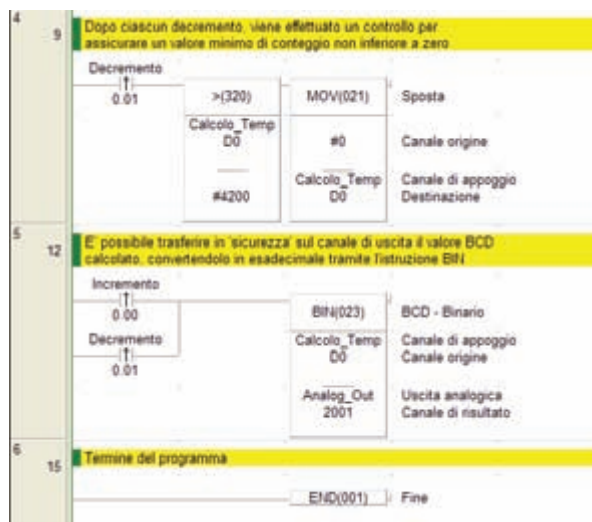 4
9
Dopo ciascun decremento, viene effettuato un controllo per
assicurare un valore minimo di conteggio non inferiore a zero
Decremento
0.01
>(320)
MOV(021)
Sposta
Calcolo_Temp
D0
#0
Canale origine
#4200
Calcolo_Temp
D0
Canale di appoggio
Destinazione
5
12
E' possibile trasferire in 'sicurezza' sul canale di uscita il valore BCD
calcolato, convertendolo in esadecimale tramite l'istruzione BIN
Incremento
0.00
BIN(023)
BCD - Binario
Decremento
0.01
Calcolo_Temp
D0
Canale di appoggio
Canale origine
Analog_Out
2001
Uscita analogica
Canale di risultato
6
15
Termine del programma
END(001)
Fine